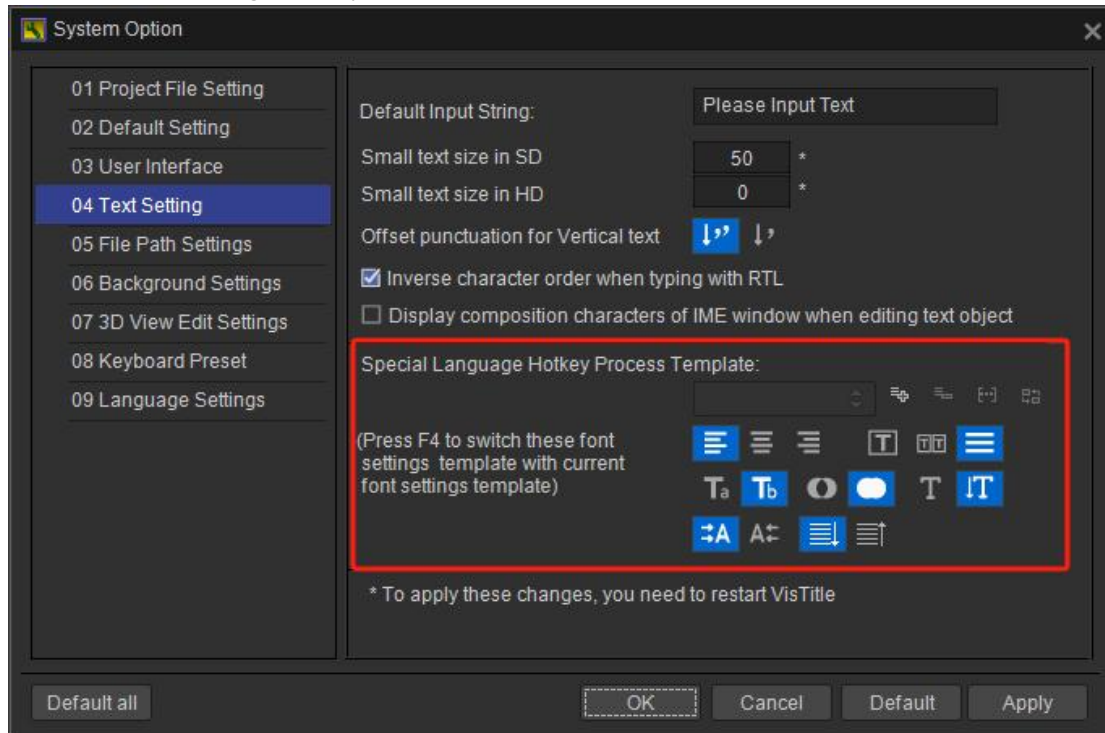 System Option
01 Project File Setting
02 Default Setting
03 User Interface
04 Text Setting
05 File Path Settings
06 Background Settings
07 3D View Edit Settings
08 Keyboard Preset
09 Language Settings
Default Input String: Please Input Text
Small text size in SD 50 *
Small text size in HD 0 *
Offset punctuation for Vertical text
Inverse character order when typing with RTL
Display composition characters of IME window when editing text object
Special Language Hotkey Process Template:
(Press F4 to switch these font
settings template with current
font settings template)
* To apply these changes, you need to restart VisTitle
Default all OK Cancel Default Apply